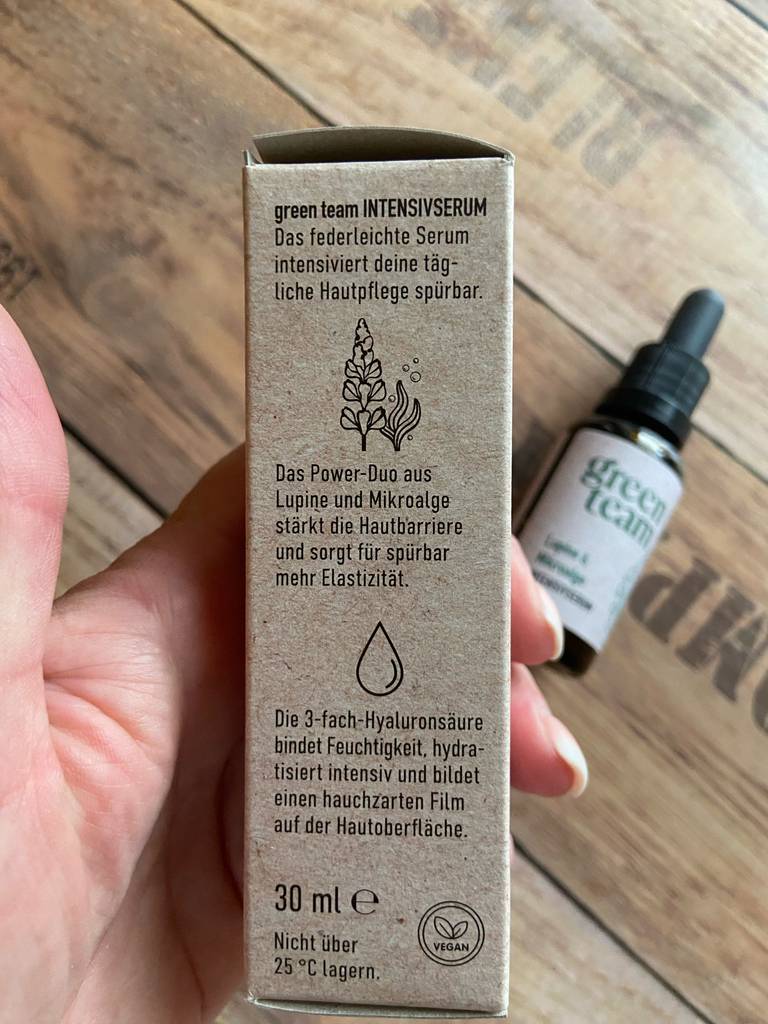 green team INTENSIVSERUM
Das federleichte Serum
intensiviert deine täg-
liche Hautpflege spürbar.
Das Power-Duo aus
Lupine und Mikroalge
stärkt die Hautbarriere
und sorgt für spürbar
mehr Elastizität.
Die 3-fach-Hyaluronsäure
bindet Feuchtigkeit, hydra-
tisiert intensiv und bildet
einen hauchzarten Film
auf der Hautoberfläche.
30 ml ℮
Nicht über
25 °C lagern.
VEGAN
green
team
Lupine &
Mikroalge